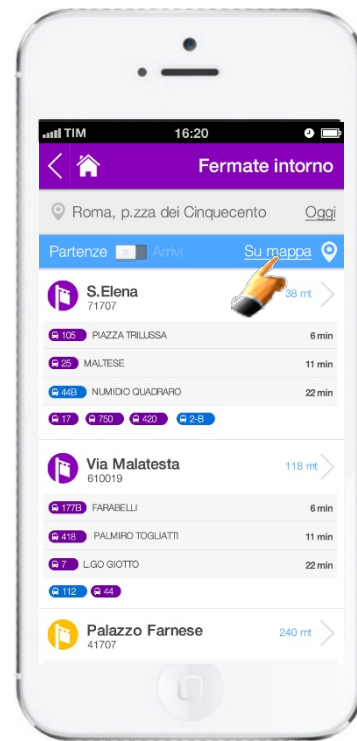 TIM 16:20
Fermate intorno
Roma, p.zza dei Cinquecento Oggi
Partenze Arrivi Su mappa
S.Elena 38 mt
71707
105 PIAZZA TRILUSSA 6 min
25 MALTESE 11 min
44B NUMIDIO QUADRARO 22 min
17 750 420 2-B
Via Malatesta 118 mt
610019
177B FARABELLI 6 min
418 PALMIRO TOGLIATTI 11 min
7 L.GO GIOTTO 22 min
112 44
Palazzo Farnese 240 mt
41707